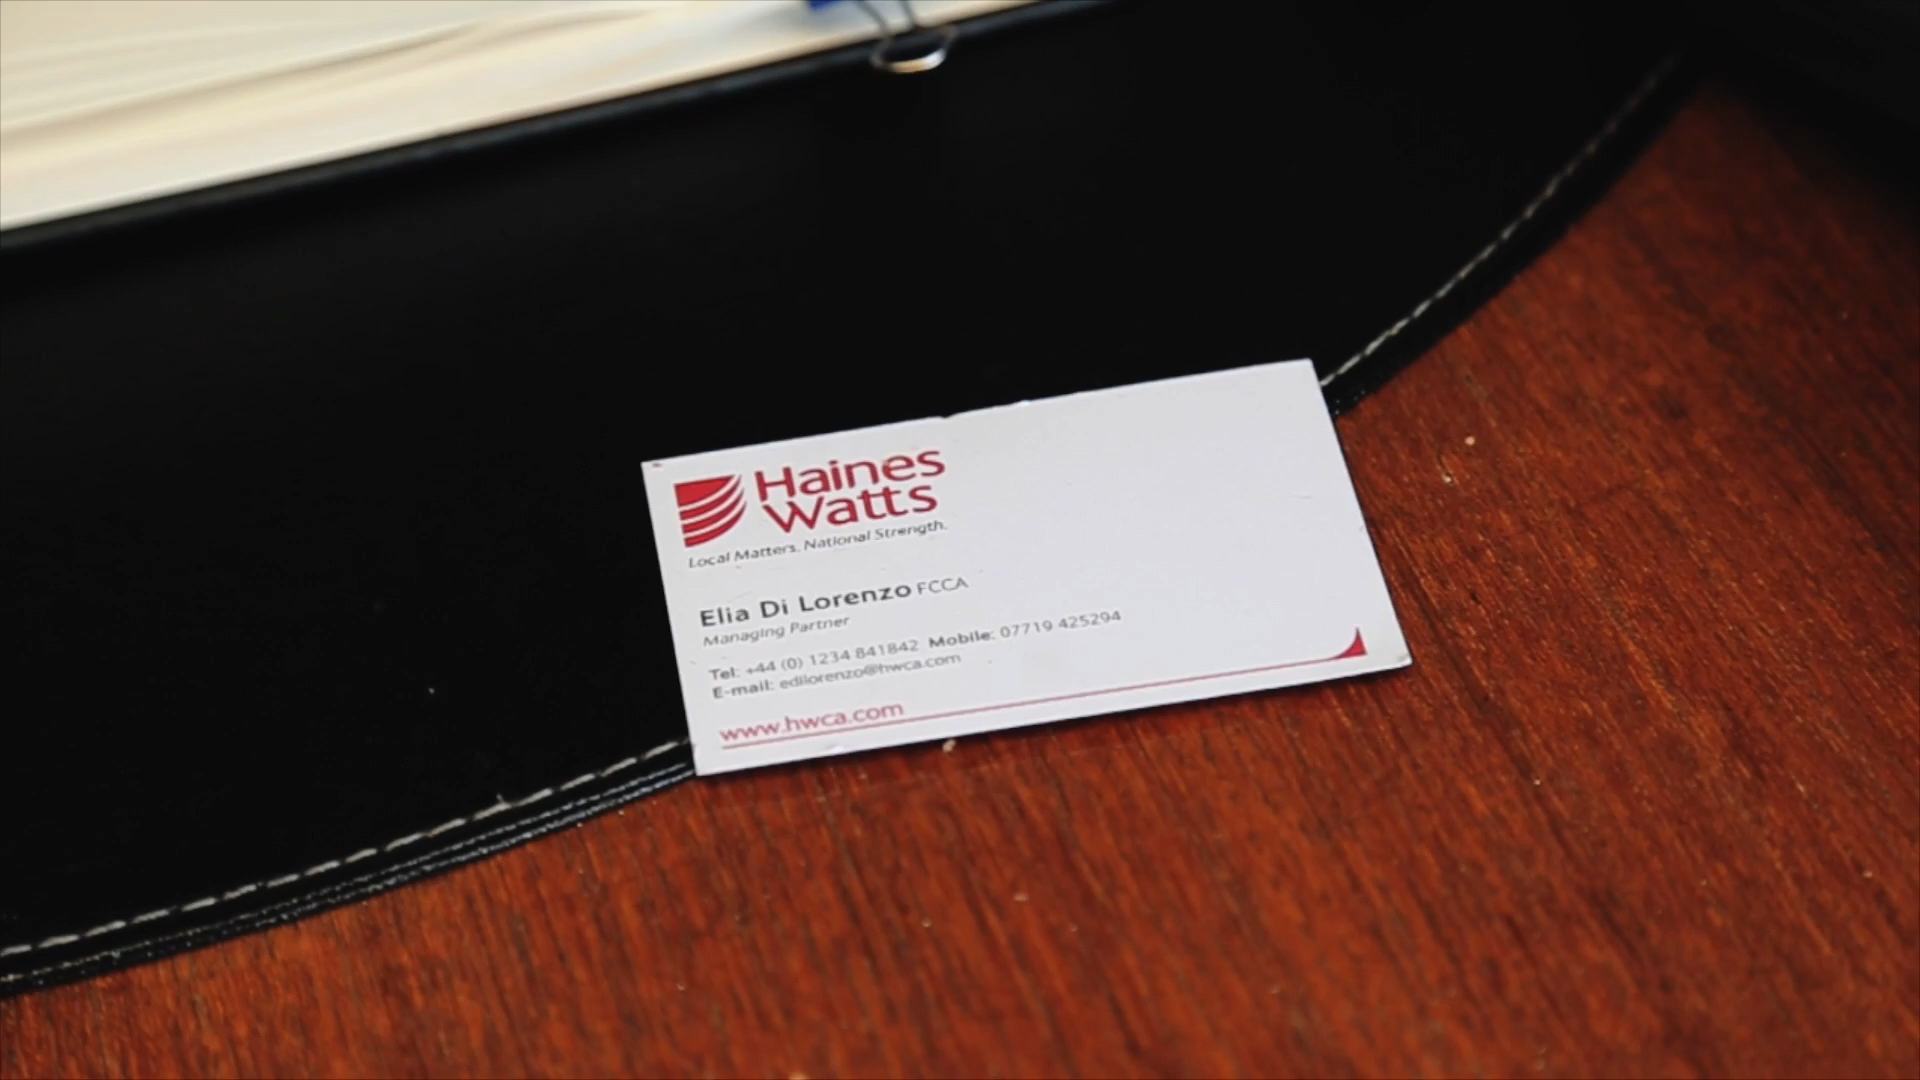 Haines
Watts
Local Matters. National Strength.
Elia Di Lorenzo FCCA
Managing Partner
Tel: +44 (0) 1234 841842 Mobile: 07719 425294
E-mail: edilorenzo@hwca.com
www.hwca.com